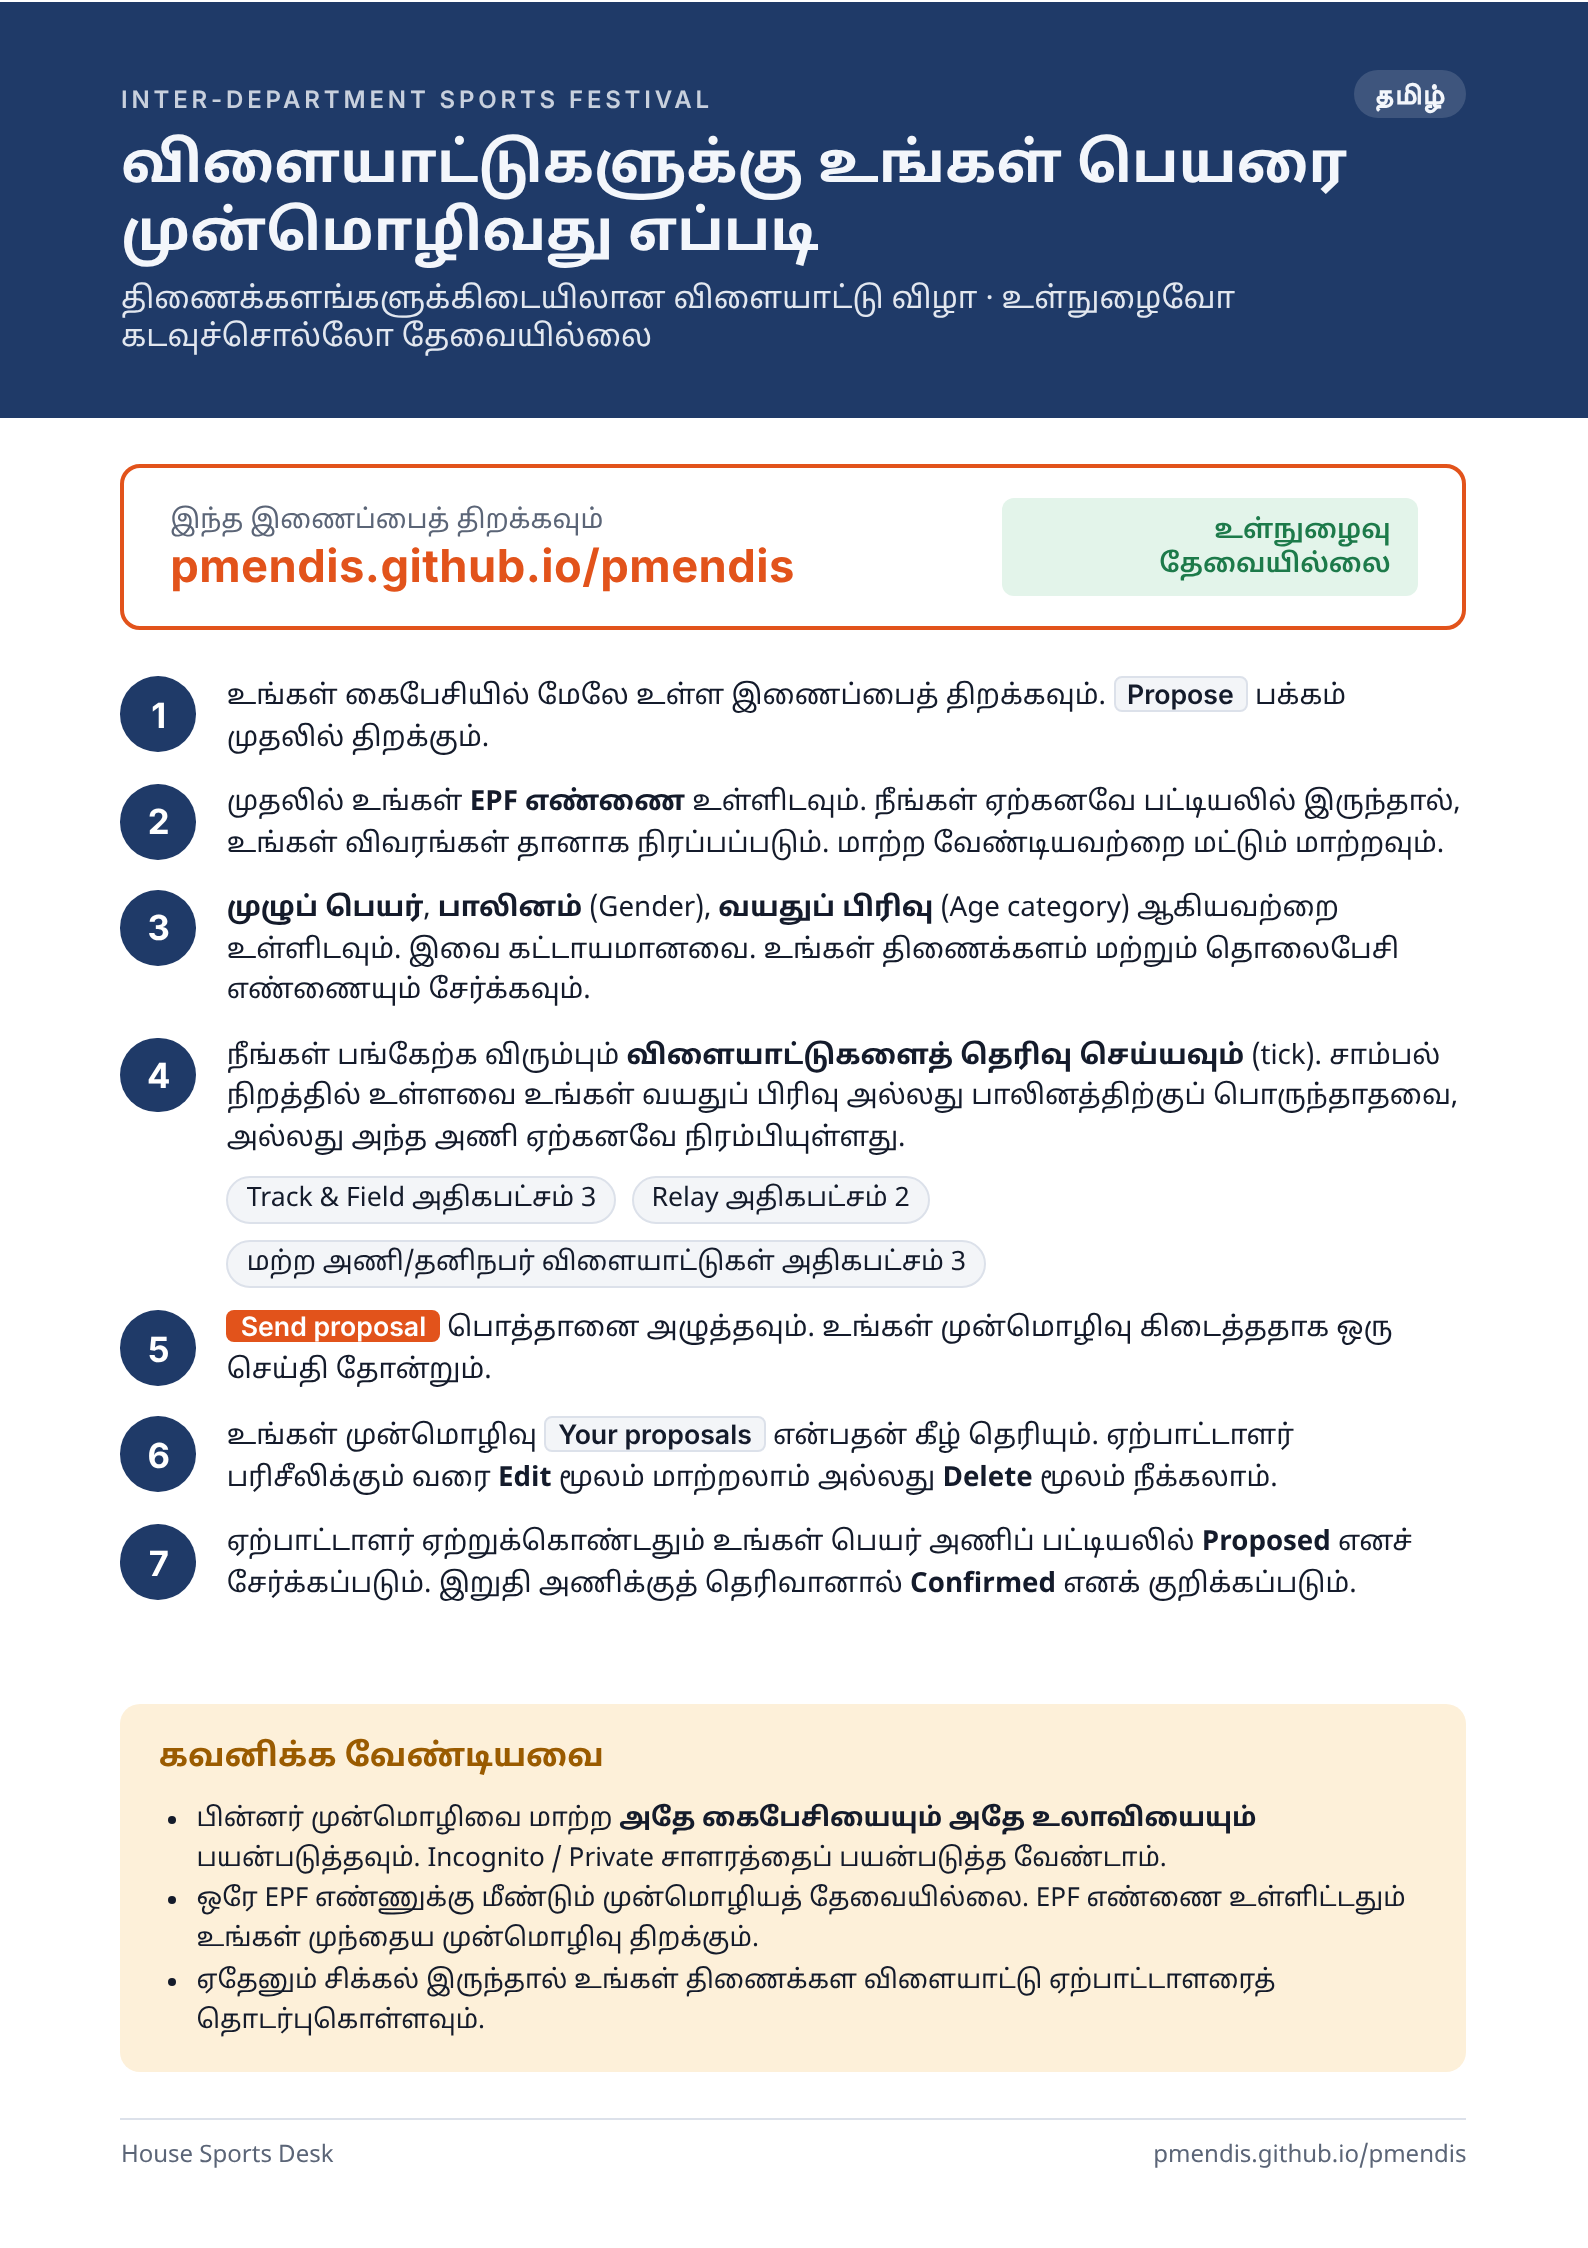 INTER-DEPARTMENT SPORTS FESTIVAL
தமிழ்
விளையாட்டுகளுக்கு உங்கள் பெயரை
முன்மொழிவது எப்படி
திணைக்களங்களுக்கிடையிலான விளையாட்டு விழா · உள்நுழைவோ
கடவுச்சொல்லோ தேவையில்லை
இந்த இணைப்பைத் திறக்கவும்
pmendis.github.io/pmendis
உள்நுழைவு
தேவையில்லை
1
உங்கள் கைபேசியில் மேலே உள்ள இணைப்பைத் திறக்கவும். Propose பக்கம்
முதலில் திறக்கும்.
2
முதலில் உங்கள் EPF எண்ணை உள்ளிடவும். நீங்கள் ஏற்கனவே பட்டியலில் இருந்தால்,
உங்கள் விவரங்கள் தானாக நிரப்பப்படும். மாற்ற வேண்டியவற்றை மட்டும் மாற்றவும்.
3
முழுப் பெயர், பாலினம் (Gender), வயதுப் பிரிவு (Age category) ஆகியவற்றை
உள்ளிடவும். இவை கட்டாயமானவை. உங்கள் திணைக்களம் மற்றும் தொலைபேசி
எண்ணையும் சேர்க்கவும்.
4
நீங்கள் பங்கேற்க விரும்பும் விளையாட்டுகளைத் தெரிவு செய்யவும் (tick). சாம்பல்
நிறத்தில் உள்ளவை உங்கள் வயதுப் பிரிவு அல்லது பாலினத்திற்குப் பொருந்தாதவை,
அல்லது அந்த அணி ஏற்கனவே நிரம்பியுள்ளது.
Track & Field அதிகபட்சம் 3
Relay அதிகபட்சம் 2
மற்ற அணி/தனிநபர் விளையாட்டுகள் அதிகபட்சம் 3
5
Send proposal பொத்தானை அழுத்தவும். உங்கள் முன்மொழிவு கிடைத்ததாக ஒரு
செய்தி தோன்றும்.
6
உங்கள் முன்மொழிவு Your proposals என்பதன் கீழ் தெரியும். ஏற்பாட்டாளர்
பரிசீலிக்கும் வரை Edit மூலம் மாற்றலாம் அல்லது Delete மூலம் நீக்கலாம்.
7
ஏற்பாட்டாளர் ஏற்றுக்கொண்டதும் உங்கள் பெயர் அணிப் பட்டியலில் Proposed எனச்
சேர்க்கப்படும். இறுதி அணிக்குத் தெரிவானால் Confirmed எனக் குறிக்கப்படும்.
கவனிக்க வேண்டியவை
• பின்னர் முன்மொழிவை மாற்ற அதே கைபேசியையும் அதே உலாவியையும்
பயன்படுத்தவும். Incognito / Private சாளரத்தைப் பயன்படுத்த வேண்டாம்.
• ஒரே EPF எண்ணுக்கு மீண்டும் முன்மொழியத் தேவையில்லை. EPF எண்ணை உள்ளிட்டதும்
உங்கள் முந்தைய முன்மொழிவு திறக்கும்.
• ஏதேனும் சிக்கல் இருந்தால் உங்கள் திணைக்கள விளையாட்டு ஏற்பாட்டாளரைத்
தொடர்புகொள்ளவும்.
House Sports Desk
pmendis.github.io/pmendis